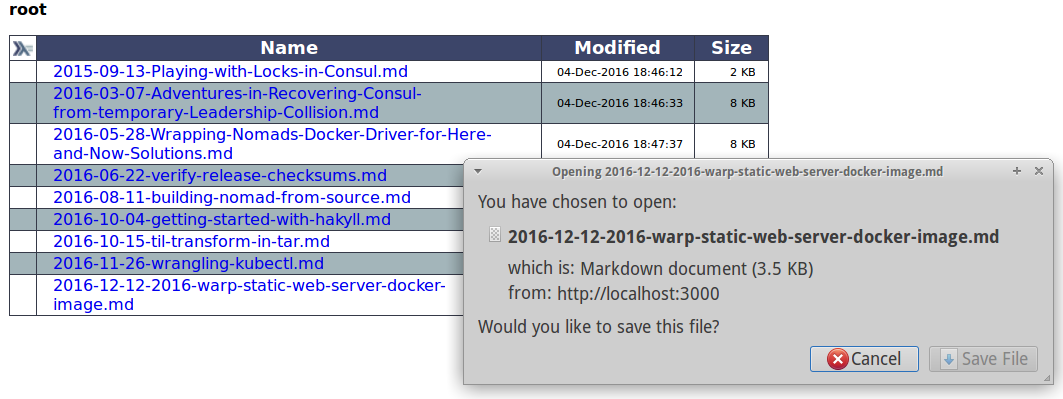 root
Name Modified Size
2015-09-13-Playing-with-Locks-in-Consul.md 04-Dec-2016 18:46:12 2 KB
2016-03-07-Adventures-in-Recovering-Consul-
from-temporary-Leadership-Collision.md 04-Dec-2016 18:46:33 8 KB
2016-05-28-Wrapping-Nomads-Docker-Driver-for-Here-
and-Now-Solutions.md 04-Dec-2016 18:47:37 8 KB
2016-06-22-verify-release-checksums.md
2016-08-11-building-nomad-from-source.md
2016-10-04-getting-started-with-hakyll.md
2016-10-15-til-transform-in-tar.md
2016-11-26-wrangling-kubectl.md
2016-12-12-2016-warp-static-web-server-docker-
image.md
Opening 2016-12-12-2016-warp-static-web-server-docker-image.md
You have chosen to open:
2016-12-12-2016-warp-static-web-server-docker-image.md
which is: Markdown document (3.5 KB)
from: http://localhost:3000
Would you like to save this file?
Cancel Save File